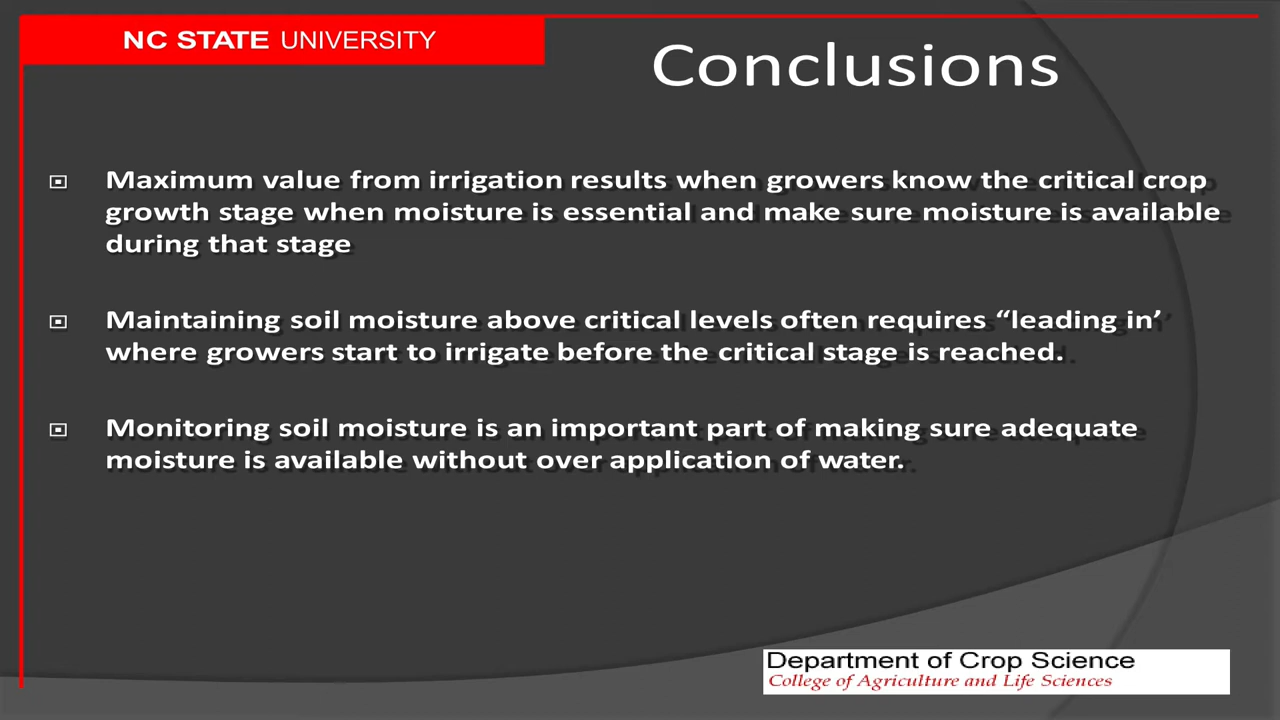 NC STATE UNIVERSITY
Conclusions
Maximum value from irrigation results when growers know the critical crop
growth stage when moisture is essential and make sure moisture is available
during that stage
Maintaining soil moisture above critical levels often requires “leading in’
where growers start to irrigate before the critical stage is reached.
Monitoring soil moisture is an important part of making sure adequate
moisture is available without over application of water.
Department of Crop Science
College of Agriculture and Life Sciences